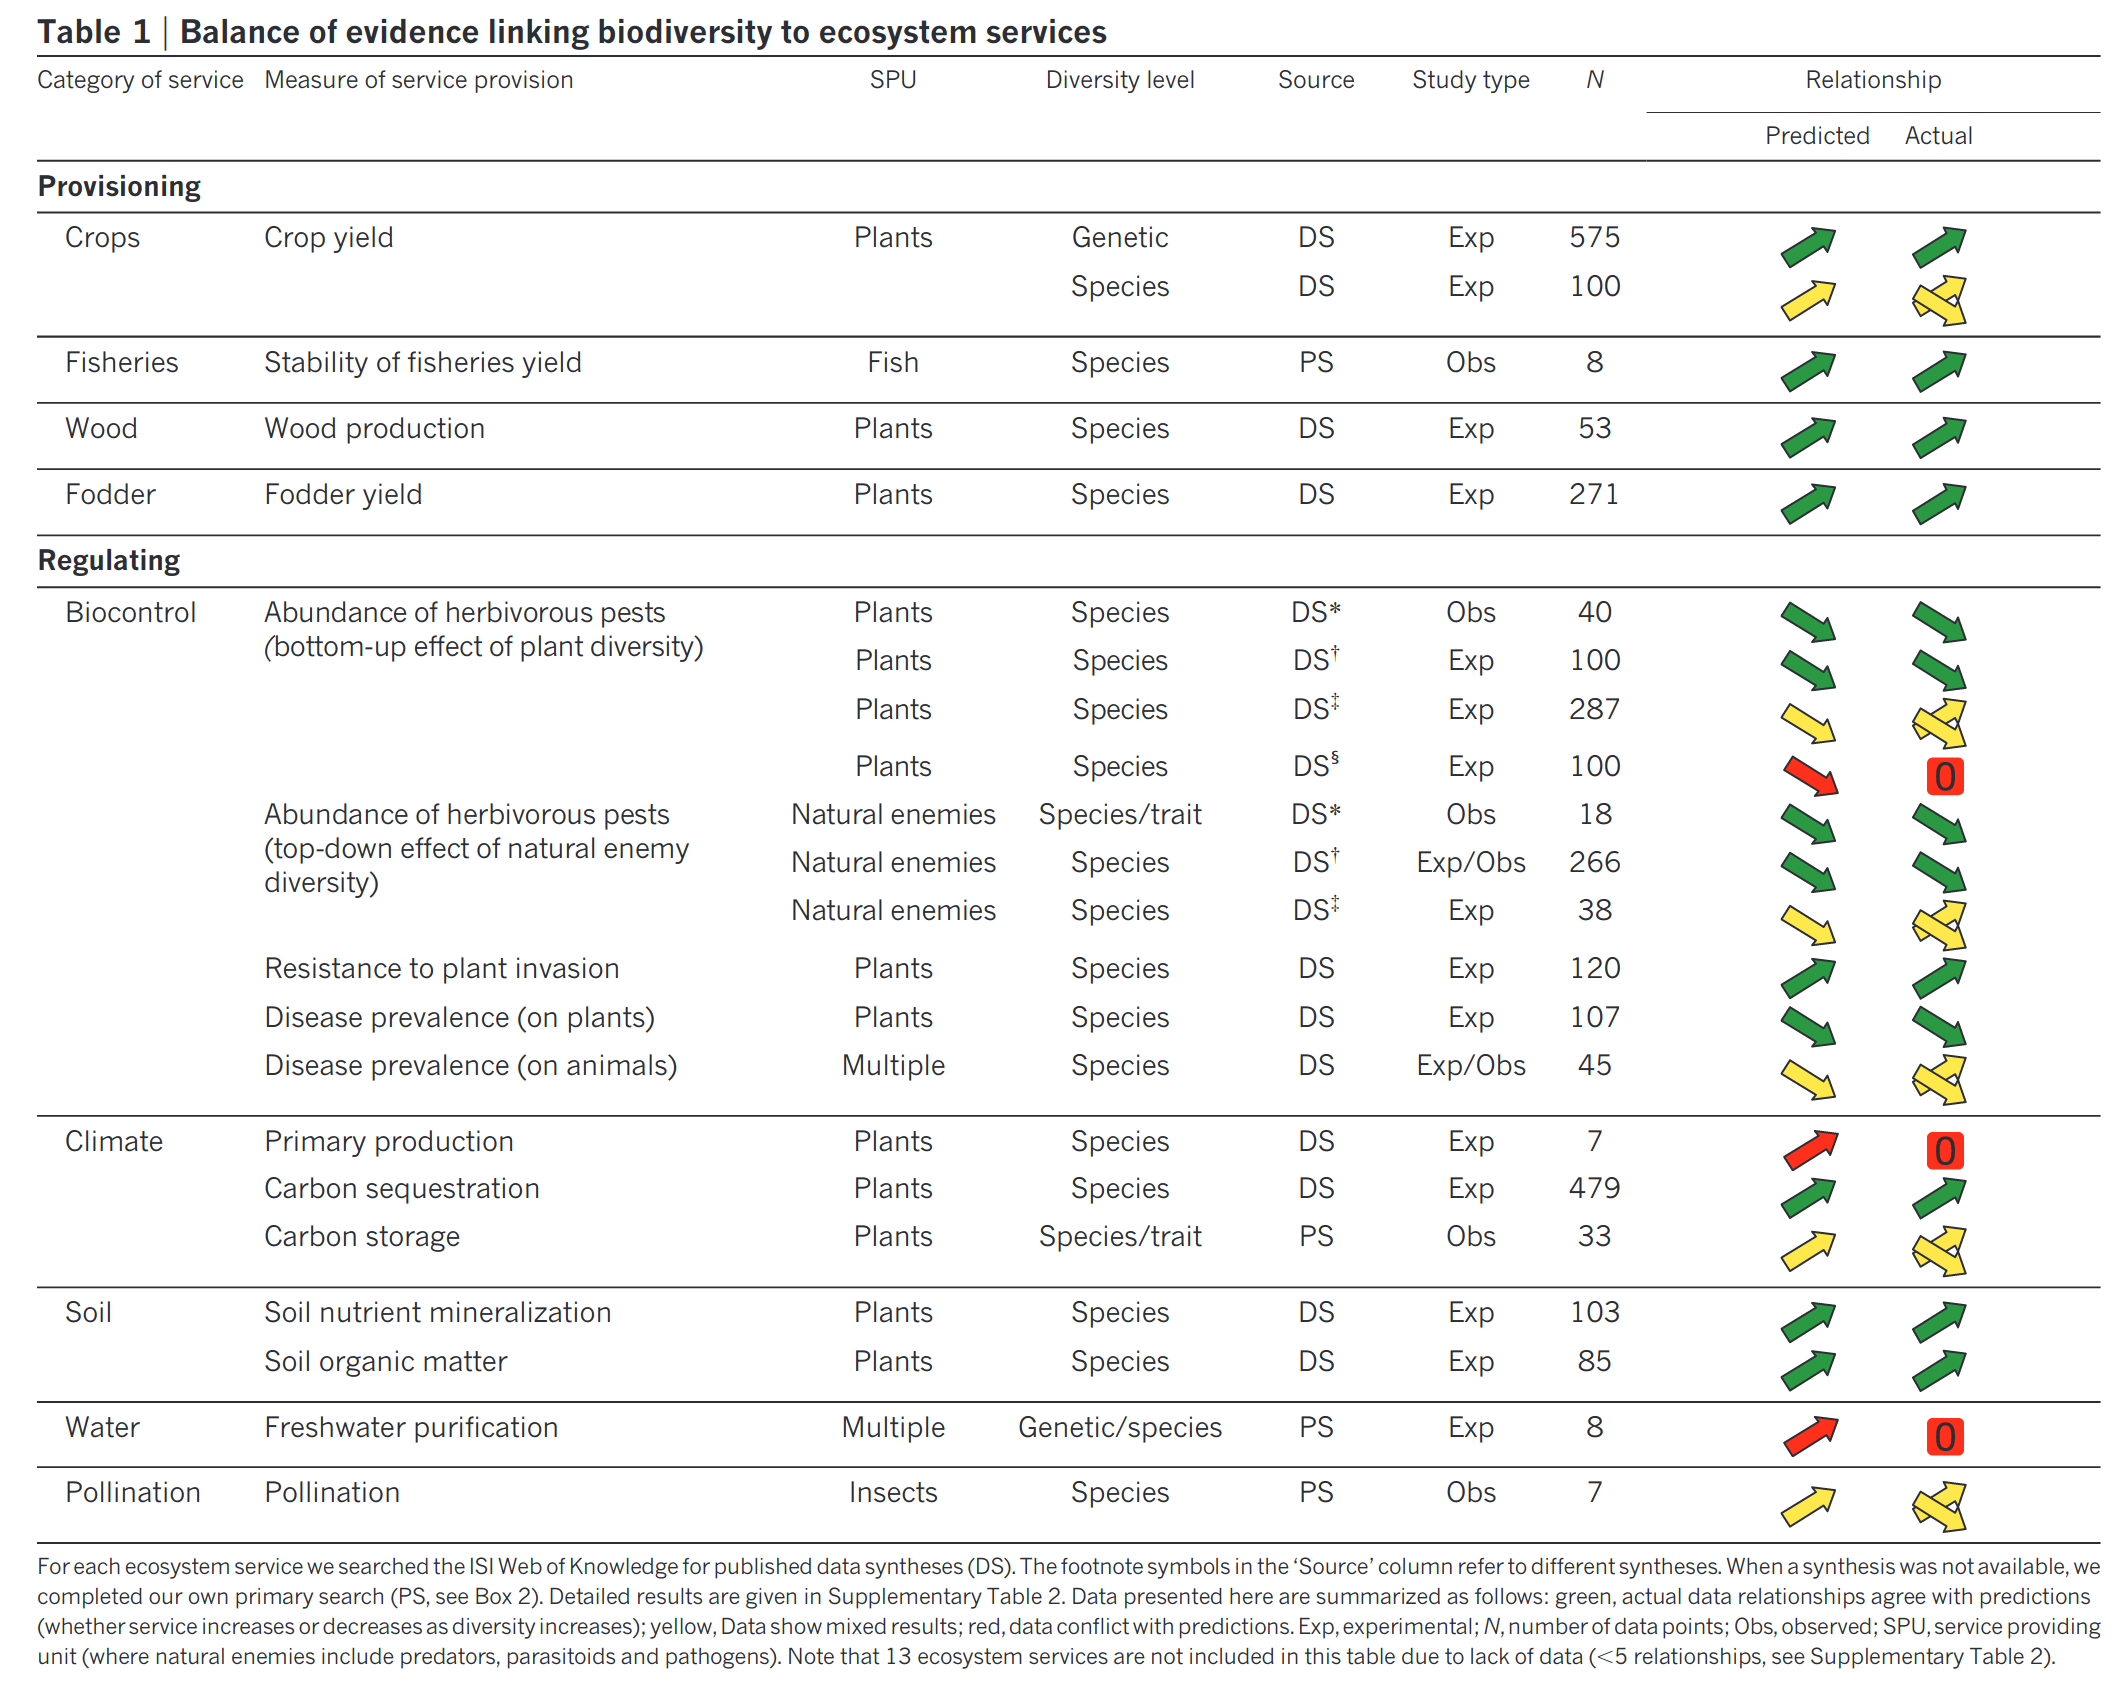 Table 1 | Balance of evidence linking biodiversity to ecosystem services
Category of service Measure of service provision SPU Diversity level Source Study type N Relationship
Predicted Actual
Provisioning
Crops Crop yield Plants Genetic DS Exp 575
Species DS Exp 100
Fisheries Stability of fisheries yield Fish Species PS Obs 8
Wood Wood production Plants Species DS Exp 53
Fodder Fodder yield Plants Species DS Exp 271
Regulating
Biocontrol Abundance of herbivorous pests Plants Species DS* Obs 40
(bottom-up effect of plant diversity) Plants Species DS† Exp 100
Plants Species DS‡ Exp 287
Plants Species DS§ Exp 100 0
Abundance of herbivorous pests Natural enemies Species/trait DS* Obs 18
(top-down effect of natural enemy Natural enemies Species DS† Exp/Obs 266
diversity) Natural enemies Species DS‡ Exp 38
Resistance to plant invasion Plants Species DS Exp 120
Disease prevalence (on plants) Plants Species DS Exp 107
Disease prevalence (on animals) Multiple Species DS Exp/Obs 45
Climate Primary production Plants Species DS Exp 7 0
Carbon sequestration Plants Species DS Exp 479
Carbon storage Plants Species/trait PS Obs 33
Soil Soil nutrient mineralization Plants Species DS Exp 103
Soil organic matter Plants Species DS Exp 85
Water Freshwater purification Multiple Genetic/species PS Exp 8 0
Pollination Pollination Insects Species PS Obs 7
For each ecosystem service we searched the ISI Web of Knowledge for published data syntheses (DS). The footnote symbols in the ‘Source’ column refer to different syntheses. When a synthesis was not available, we
completed our own primary search (PS, see Box 2). Detailed results are given in Supplementary Table 2. Data presented here are summarized as follows: green, actual data relationships agree with predictions
(whether service increases or decreases as diversity increases); yellow, Data show mixed results; red, data conflict with predictions. Exp, experimental; N, number of data points; Obs, observed; SPU, service providing
unit (where natural enemies include predators, parasitoids and pathogens). Note that 13 ecosystem services are not included in this table due to lack of data (<5 relationships, see Supplementary Table 2).